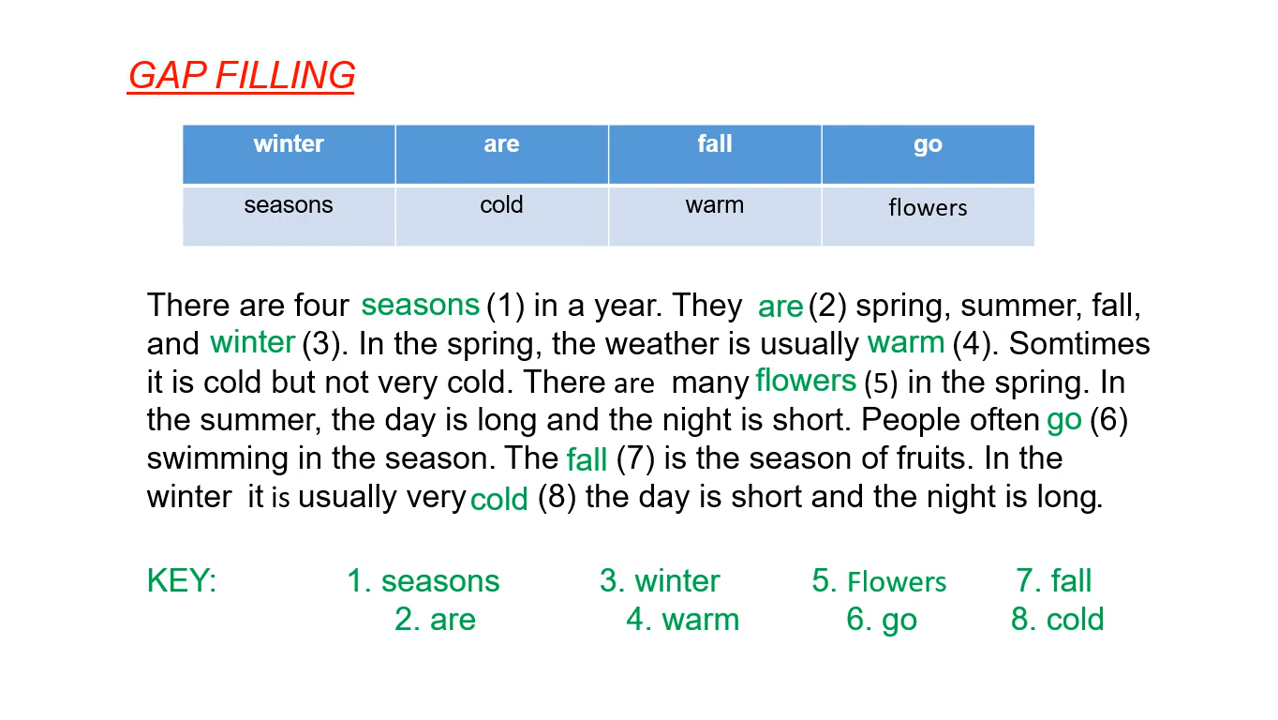 GAP FILLING
winter are fall go
seasons cold warm flowers
There are four seasons (1) in a year. They are (2) spring, summer, fall,
and winter (3). In the spring, the weather is usually warm (4). Somtimes
it is cold but not very cold. There are many flowers (5) in the spring. In
the summer, the day is long and the night is short. People often go (6)
swimming in the season. The fall (7) is the season of fruits. In the
winter it is usually very cold (8) the day is short and the night is long.
KEY: 1. seasons 3. winter 5. Flowers 7. fall
2. are 4. warm 6. go 8. cold